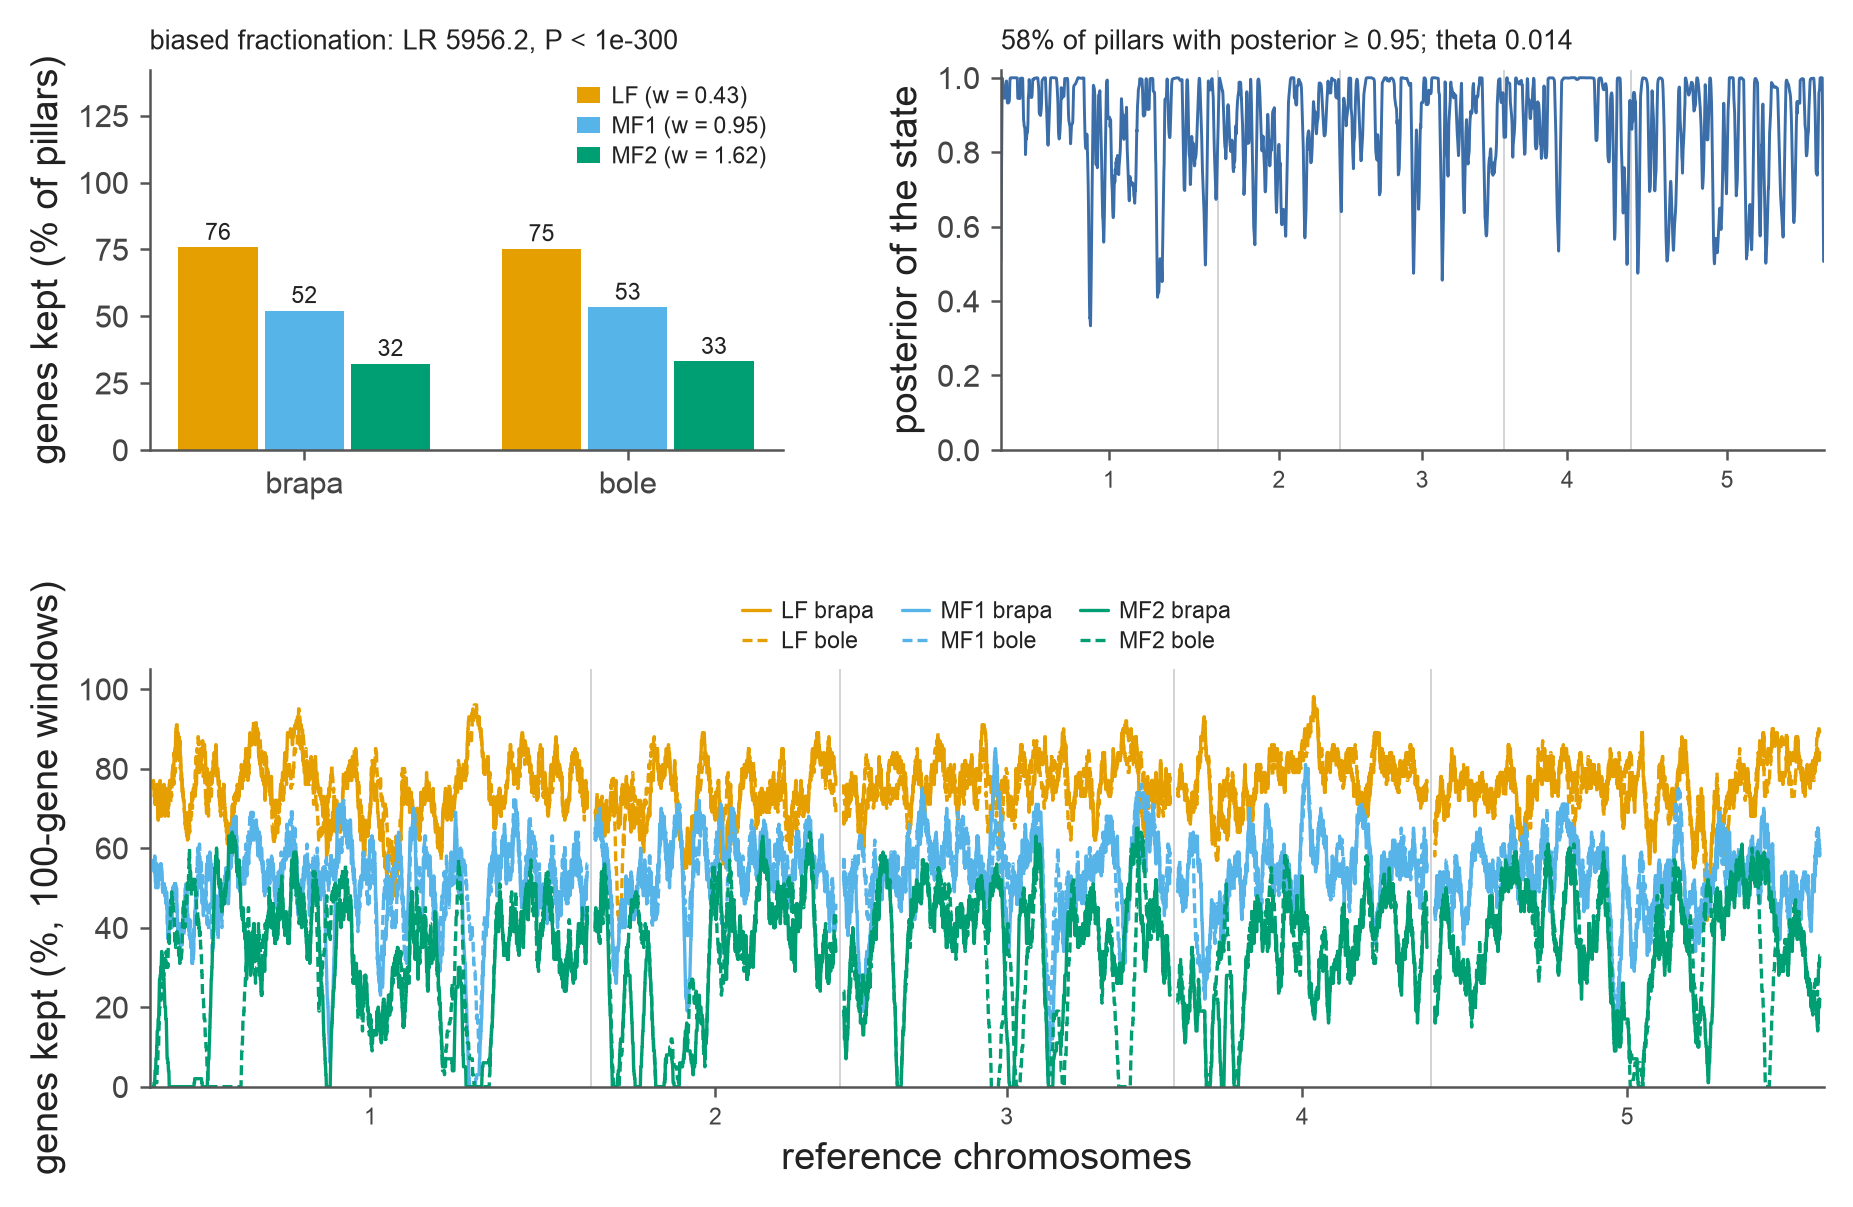 biased fractionation: LR 5956.2, P < 1e-300
genes kept (% of pillars)
125
100
75
50
25
0
LF (w = 0.43)
MF1 (w = 0.95)
MF2 (w = 1.62)
76
52
32
75
53
33
brapa
bole
58% of pillars with posterior ≥ 0.95; theta 0.014
posterior of the state
1.0
0.8
0.6
0.4
0.2
0.0
1
2
3
4
5
LF brapa
MF1 brapa
MF2 brapa
LF bole
MF1 bole
MF2 bole
genes kept (%, 100-gene windows)
100
80
60
40
20
0
1
2
3
4
5
reference chromosomes